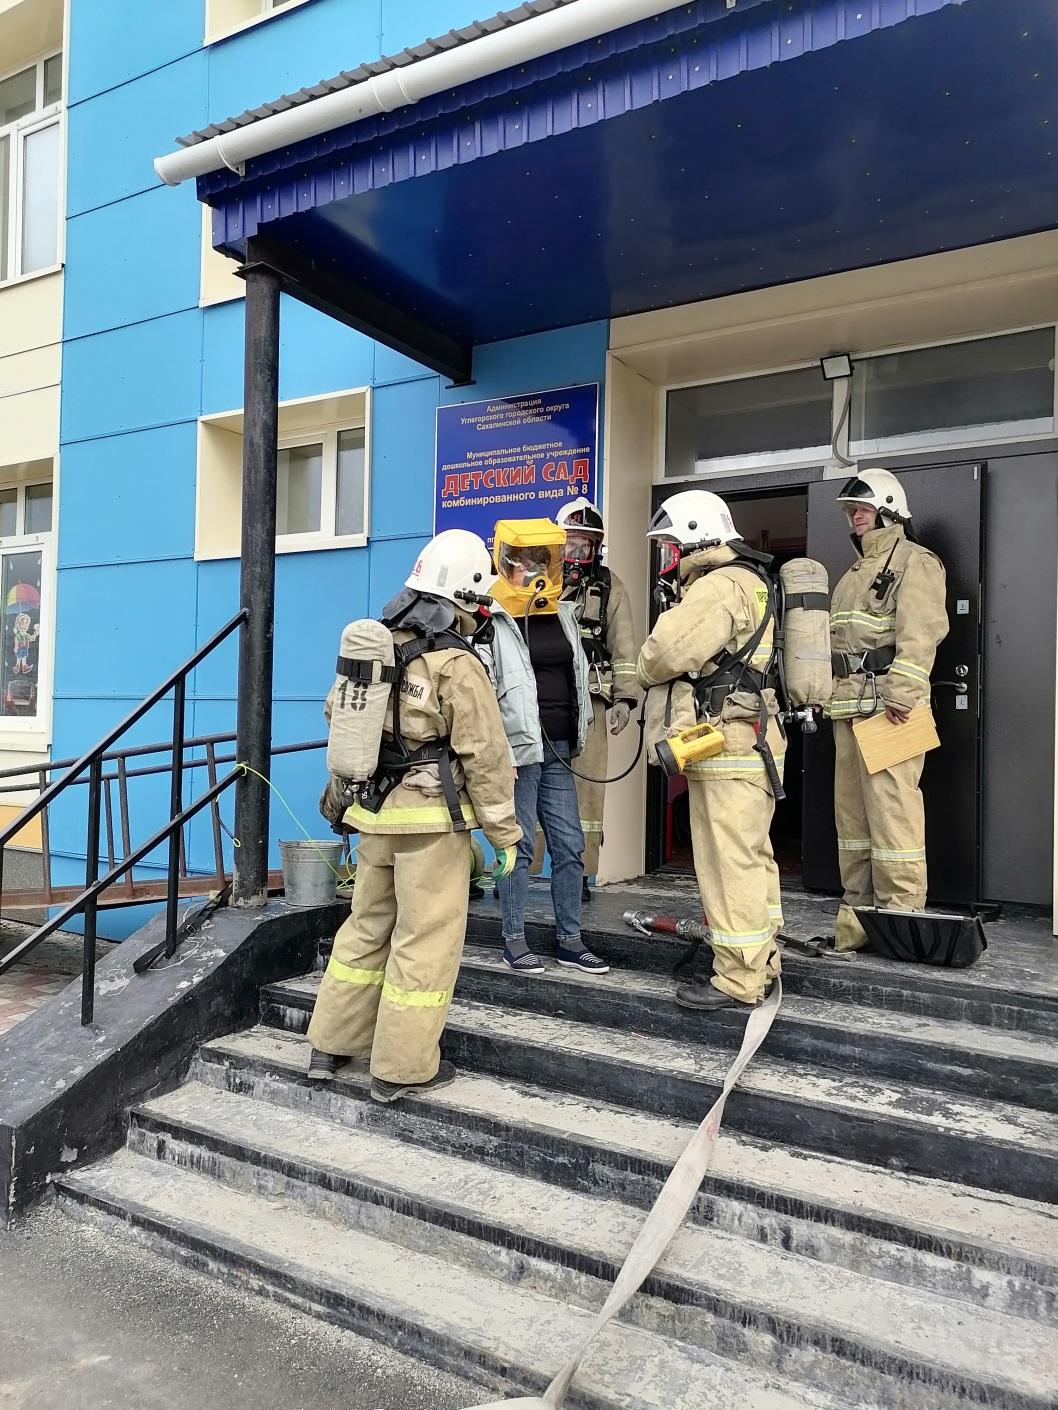 Администрация
Углегорского городского округа
Сахалинской области
Муниципальное бюджетное
дошкольное образовательное учреждение
ДЕТСКИЙ САД
комбинированного вида № 8
18